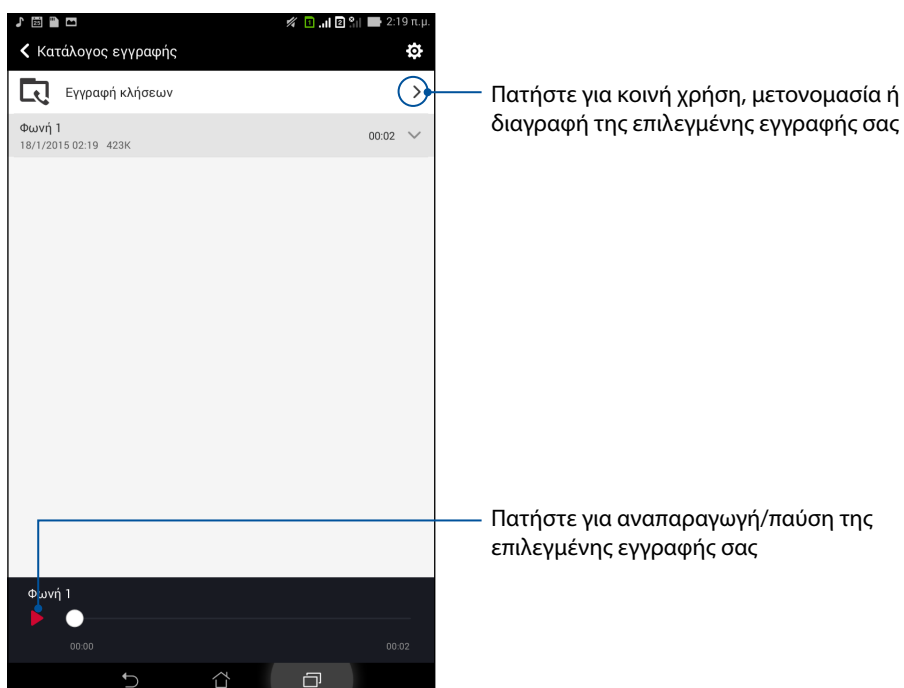 2:19 π.μ.
Κατάλογος εγγραφής
Εγγραφή κλήσεων
Πατήστε για κοινή χρήση, μετονομασία ή
διαγραφή της επιλεγμένης εγγραφής σας
Φωνή 1
00:02
18/1/2015 02:19 423K
Πατήστε για αναπαραγωγή/παύση της
επιλεγμένης εγγραφής σας
Φωνή 1
00:00 00:02